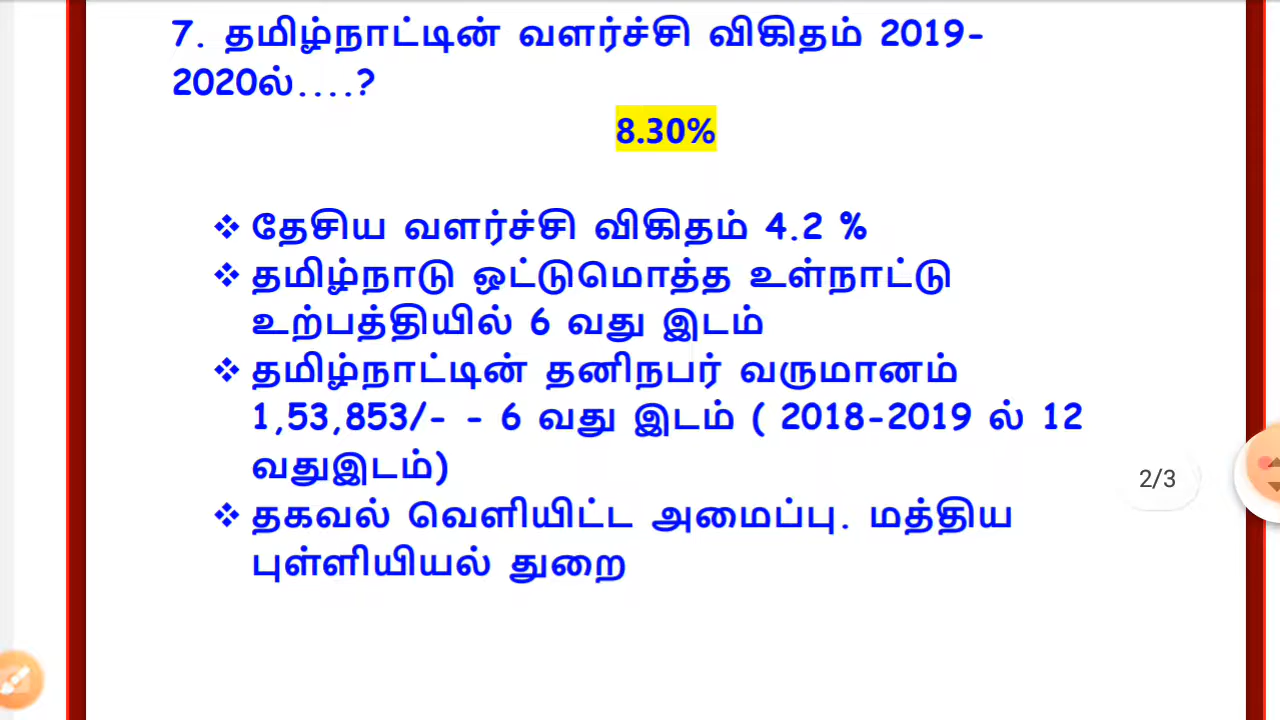 7. தமிழ்நாட்டின் வளர்ச்சி விகிதம் 2019-
2020ல்....?
8.30%
❖ தேசிய வளர்ச்சி விகிதம் 4.2 %
❖ தமிழ்நாடு ஒட்டுமொத்த உள்நாட்டு
உற்பத்தியில் 6 வது இடம்
❖ தமிழ்நாட்டின் தனிநபர் வருமானம்
1,53,853/- - 6 வது இடம் ( 2018-2019 ல் 12
வதுஇடம்)
❖ தகவல் வெளியிட்ட அமைப்பு. மத்திய
புள்ளியியல் துறை
2/3